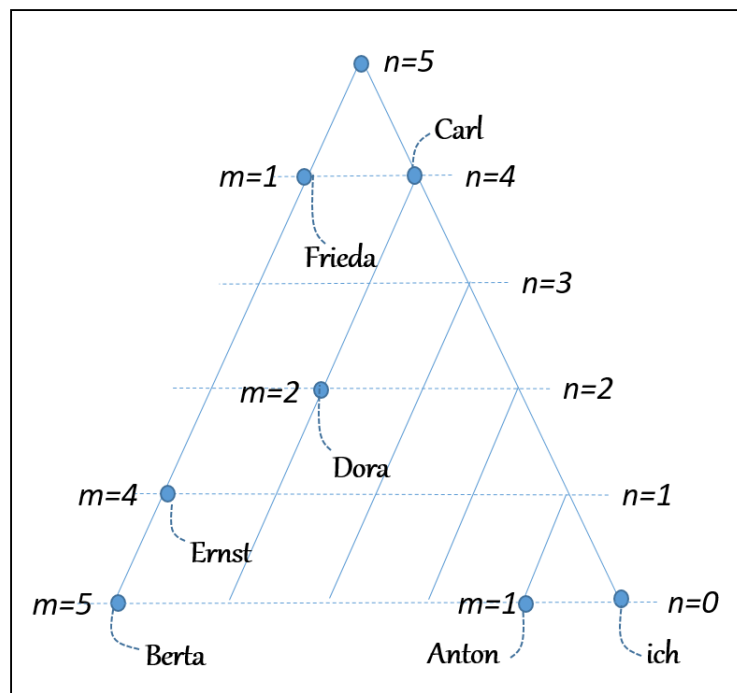 n=5
Carl
m=1 n=4
Frieda
n=3
m=2 n=2
Dora
m=4 n=1
Ernst
m=5 m=1 n=0
Berta Anton ich